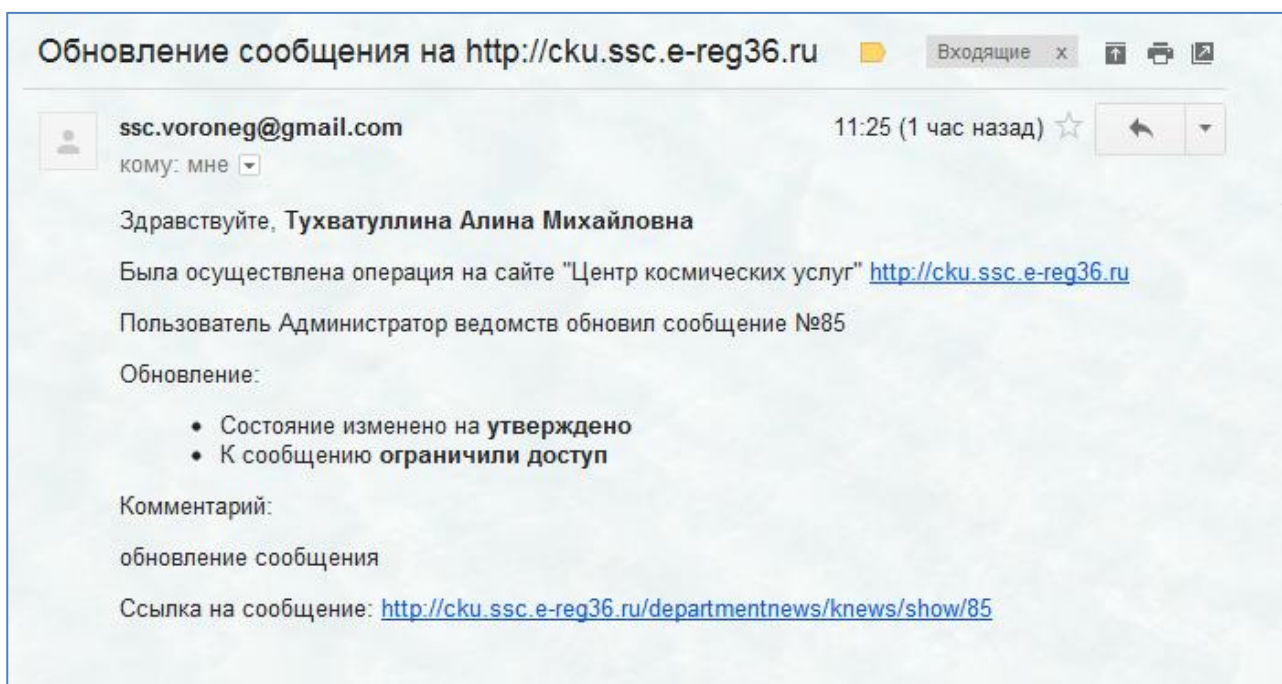 Обновление сообщения на http://cku.ssc.e-reg36.ru
Входящие x
ssc.voroneg@gmail.com
11:25 (1 час назад)
кому: мне
Здравствуйте, Тухватуллина Алина Михайловна
Была осуществлена операция на сайте "Центр космических услуг" http://cku.ssc.e-reg36.ru
Пользователь Администратор ведомств обновил сообщение №85
Обновление:
• Состояние изменено на утверждено
• К сообщению ограничили доступ
Комментарий:
обновление сообщения
Ссылка на сообщение: http://cku.ssc.e-reg36.ru/departmentnews/knews/show/85